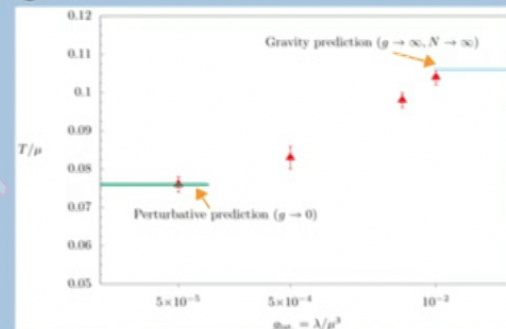 0.12
0.11
Gravity prediction (g → ∞, N → ∞)
0.1
0.09
T/μ
0.08
0.07
Perturbative prediction (g → 0)
0.06
0.05
5×10⁻⁵ 5×10⁻⁴ 10⁻²
= λ/μ³